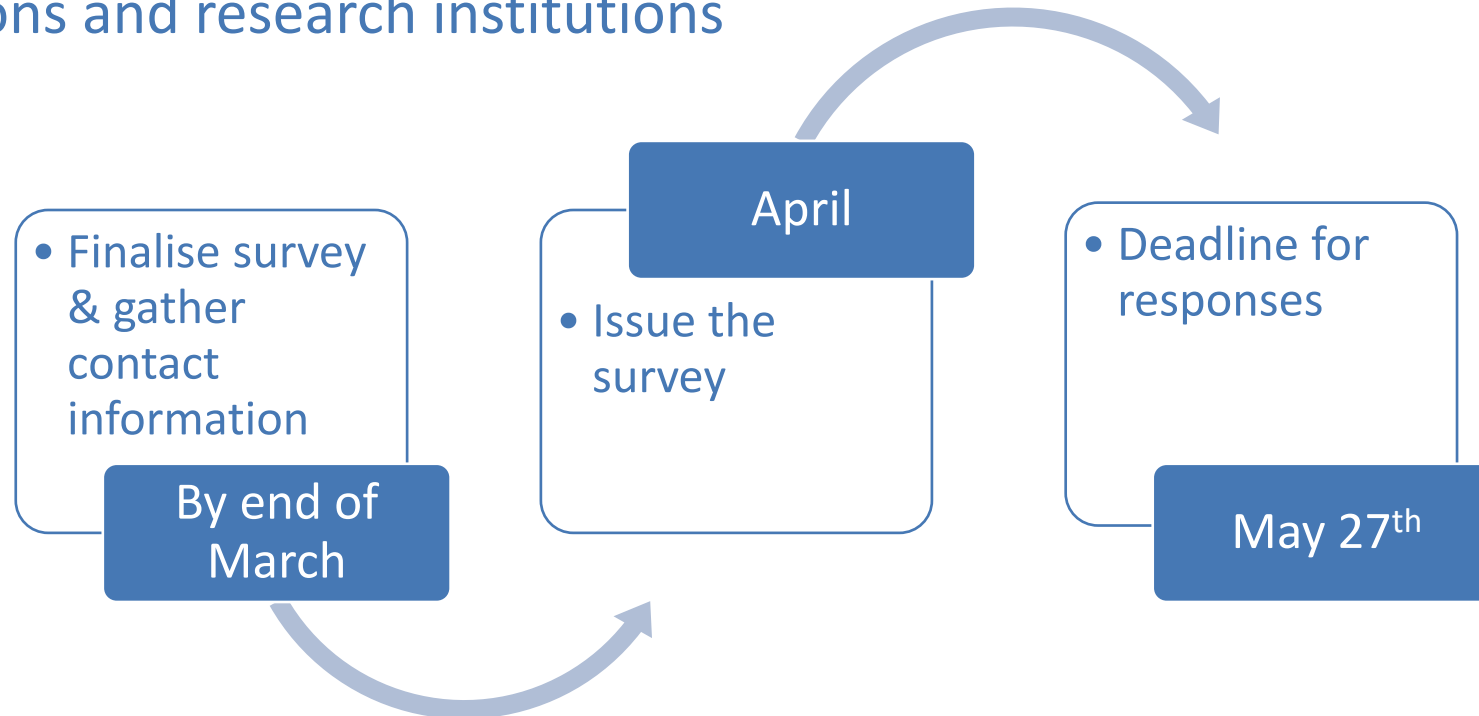 ons and research institutions
• Finalise survey
& gather
contact
information
By end of
March
April
• Issue the
survey
• Deadline for
responses
May 27th